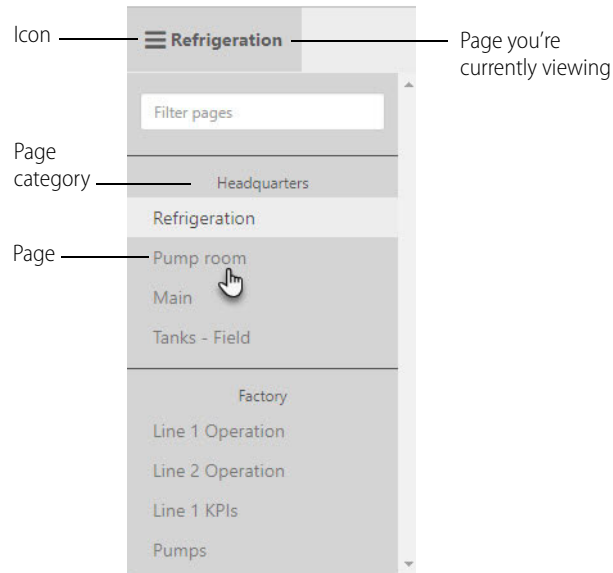 Icon
Refrigeration
Page you’re
currently viewing
Filter pages
Page
category
Headquarters
Refrigeration
Page
Pump room
Main
Tanks - Field
Factory
Line 1 Operation
Line 2 Operation
Line 1 KPIs
Pumps